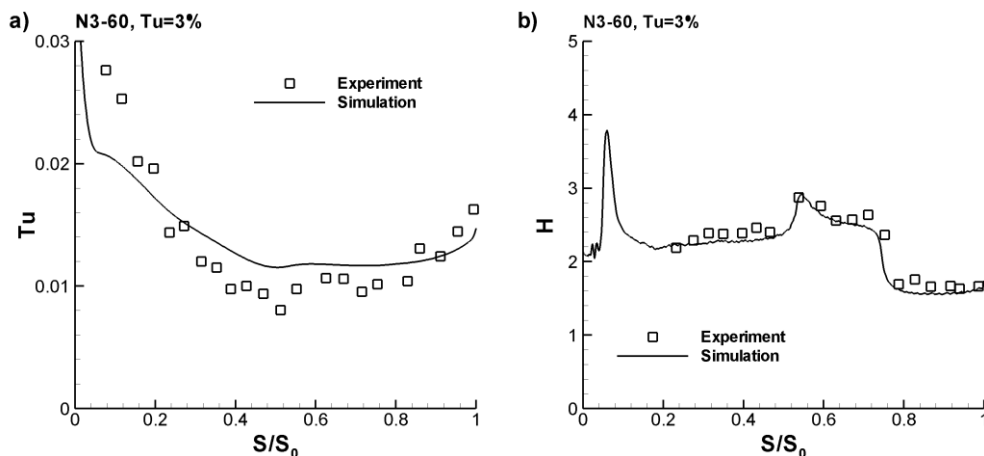 a)
N3-60, Tu=3%
0.03
0.02
0.01
0
Tu
Experiment
Simulation
0
0.2
0.4
0.6
0.8
1
S/S0
b)
N3-60, Tu=3%
5
4
3
2
1
0
H
Experiment
Simulation
0
0.2
0.4
0.6
0.8
1
S/S0